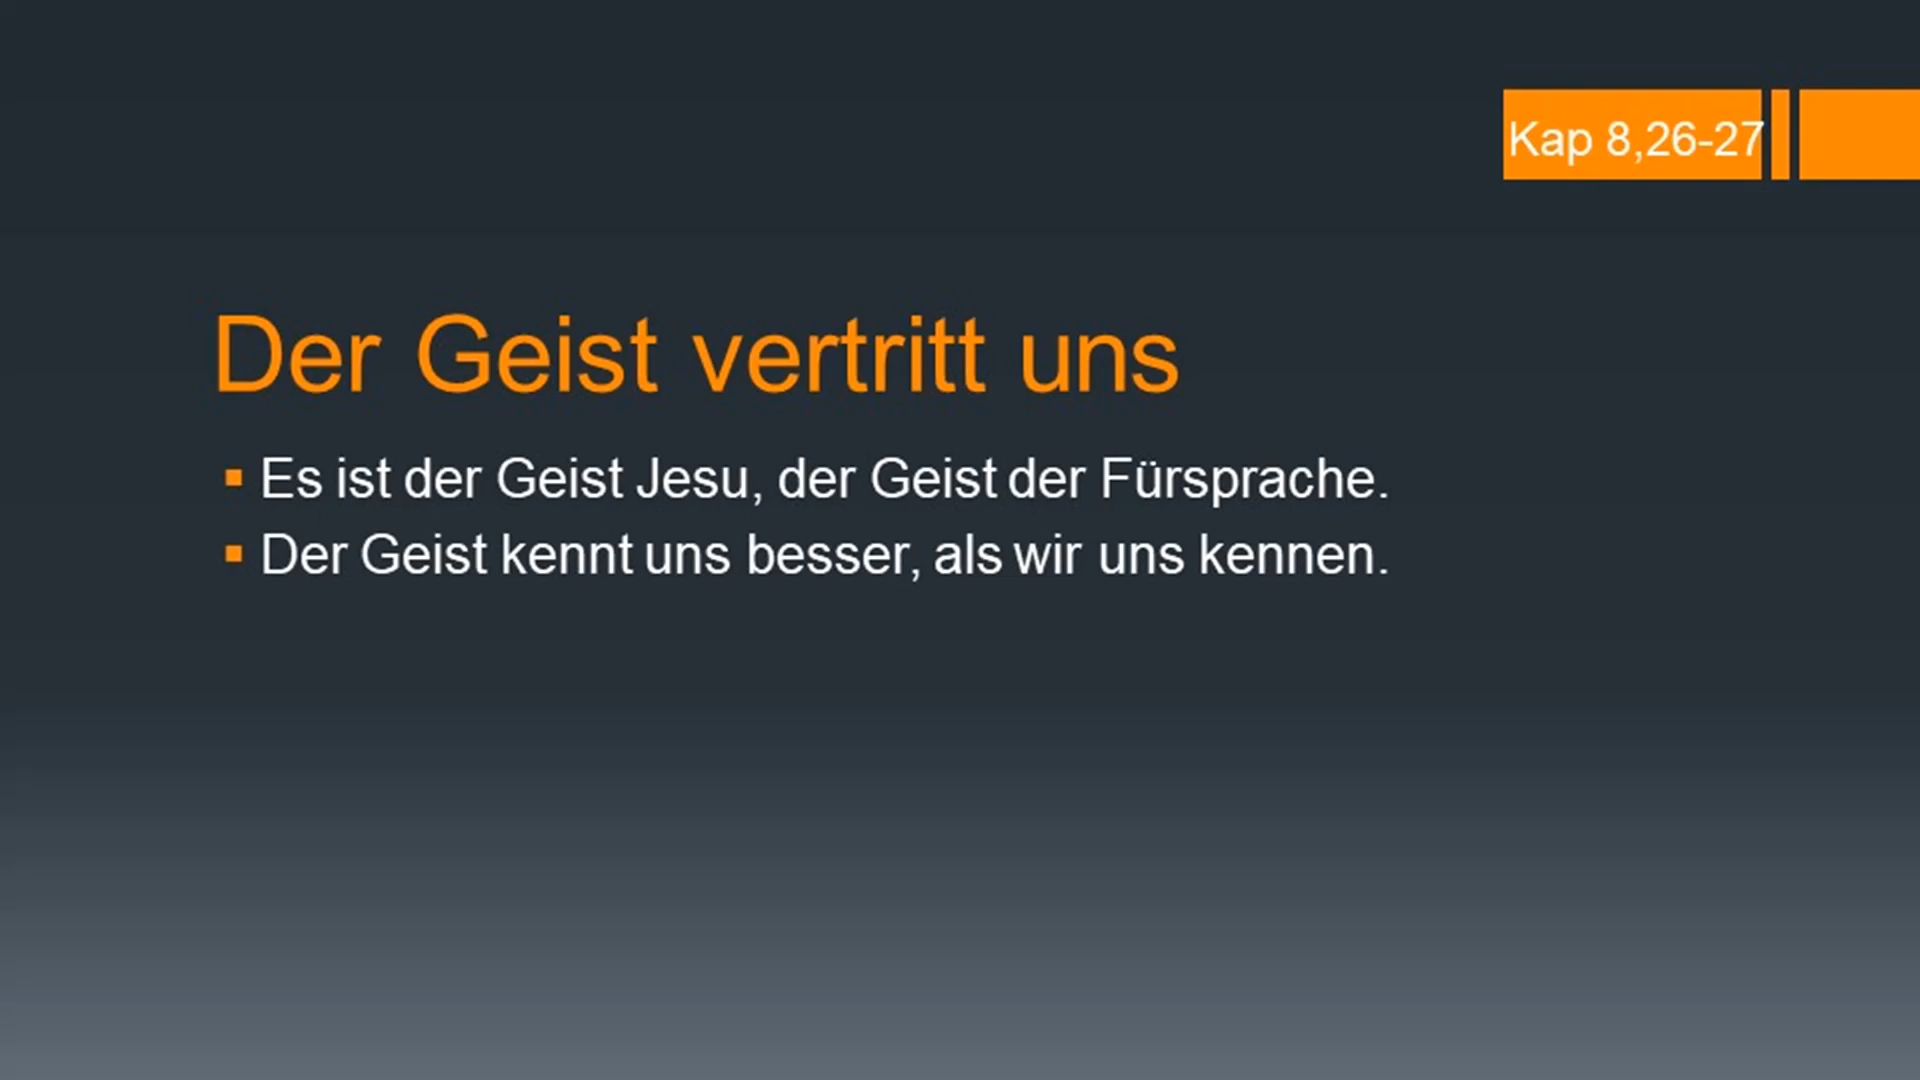 Kap 8,26-27
Der Geist vertritt uns
Es ist der Geist Jesu, der Geist der Fürsprache.
Der Geist kennt uns besser, als wir uns kennen.